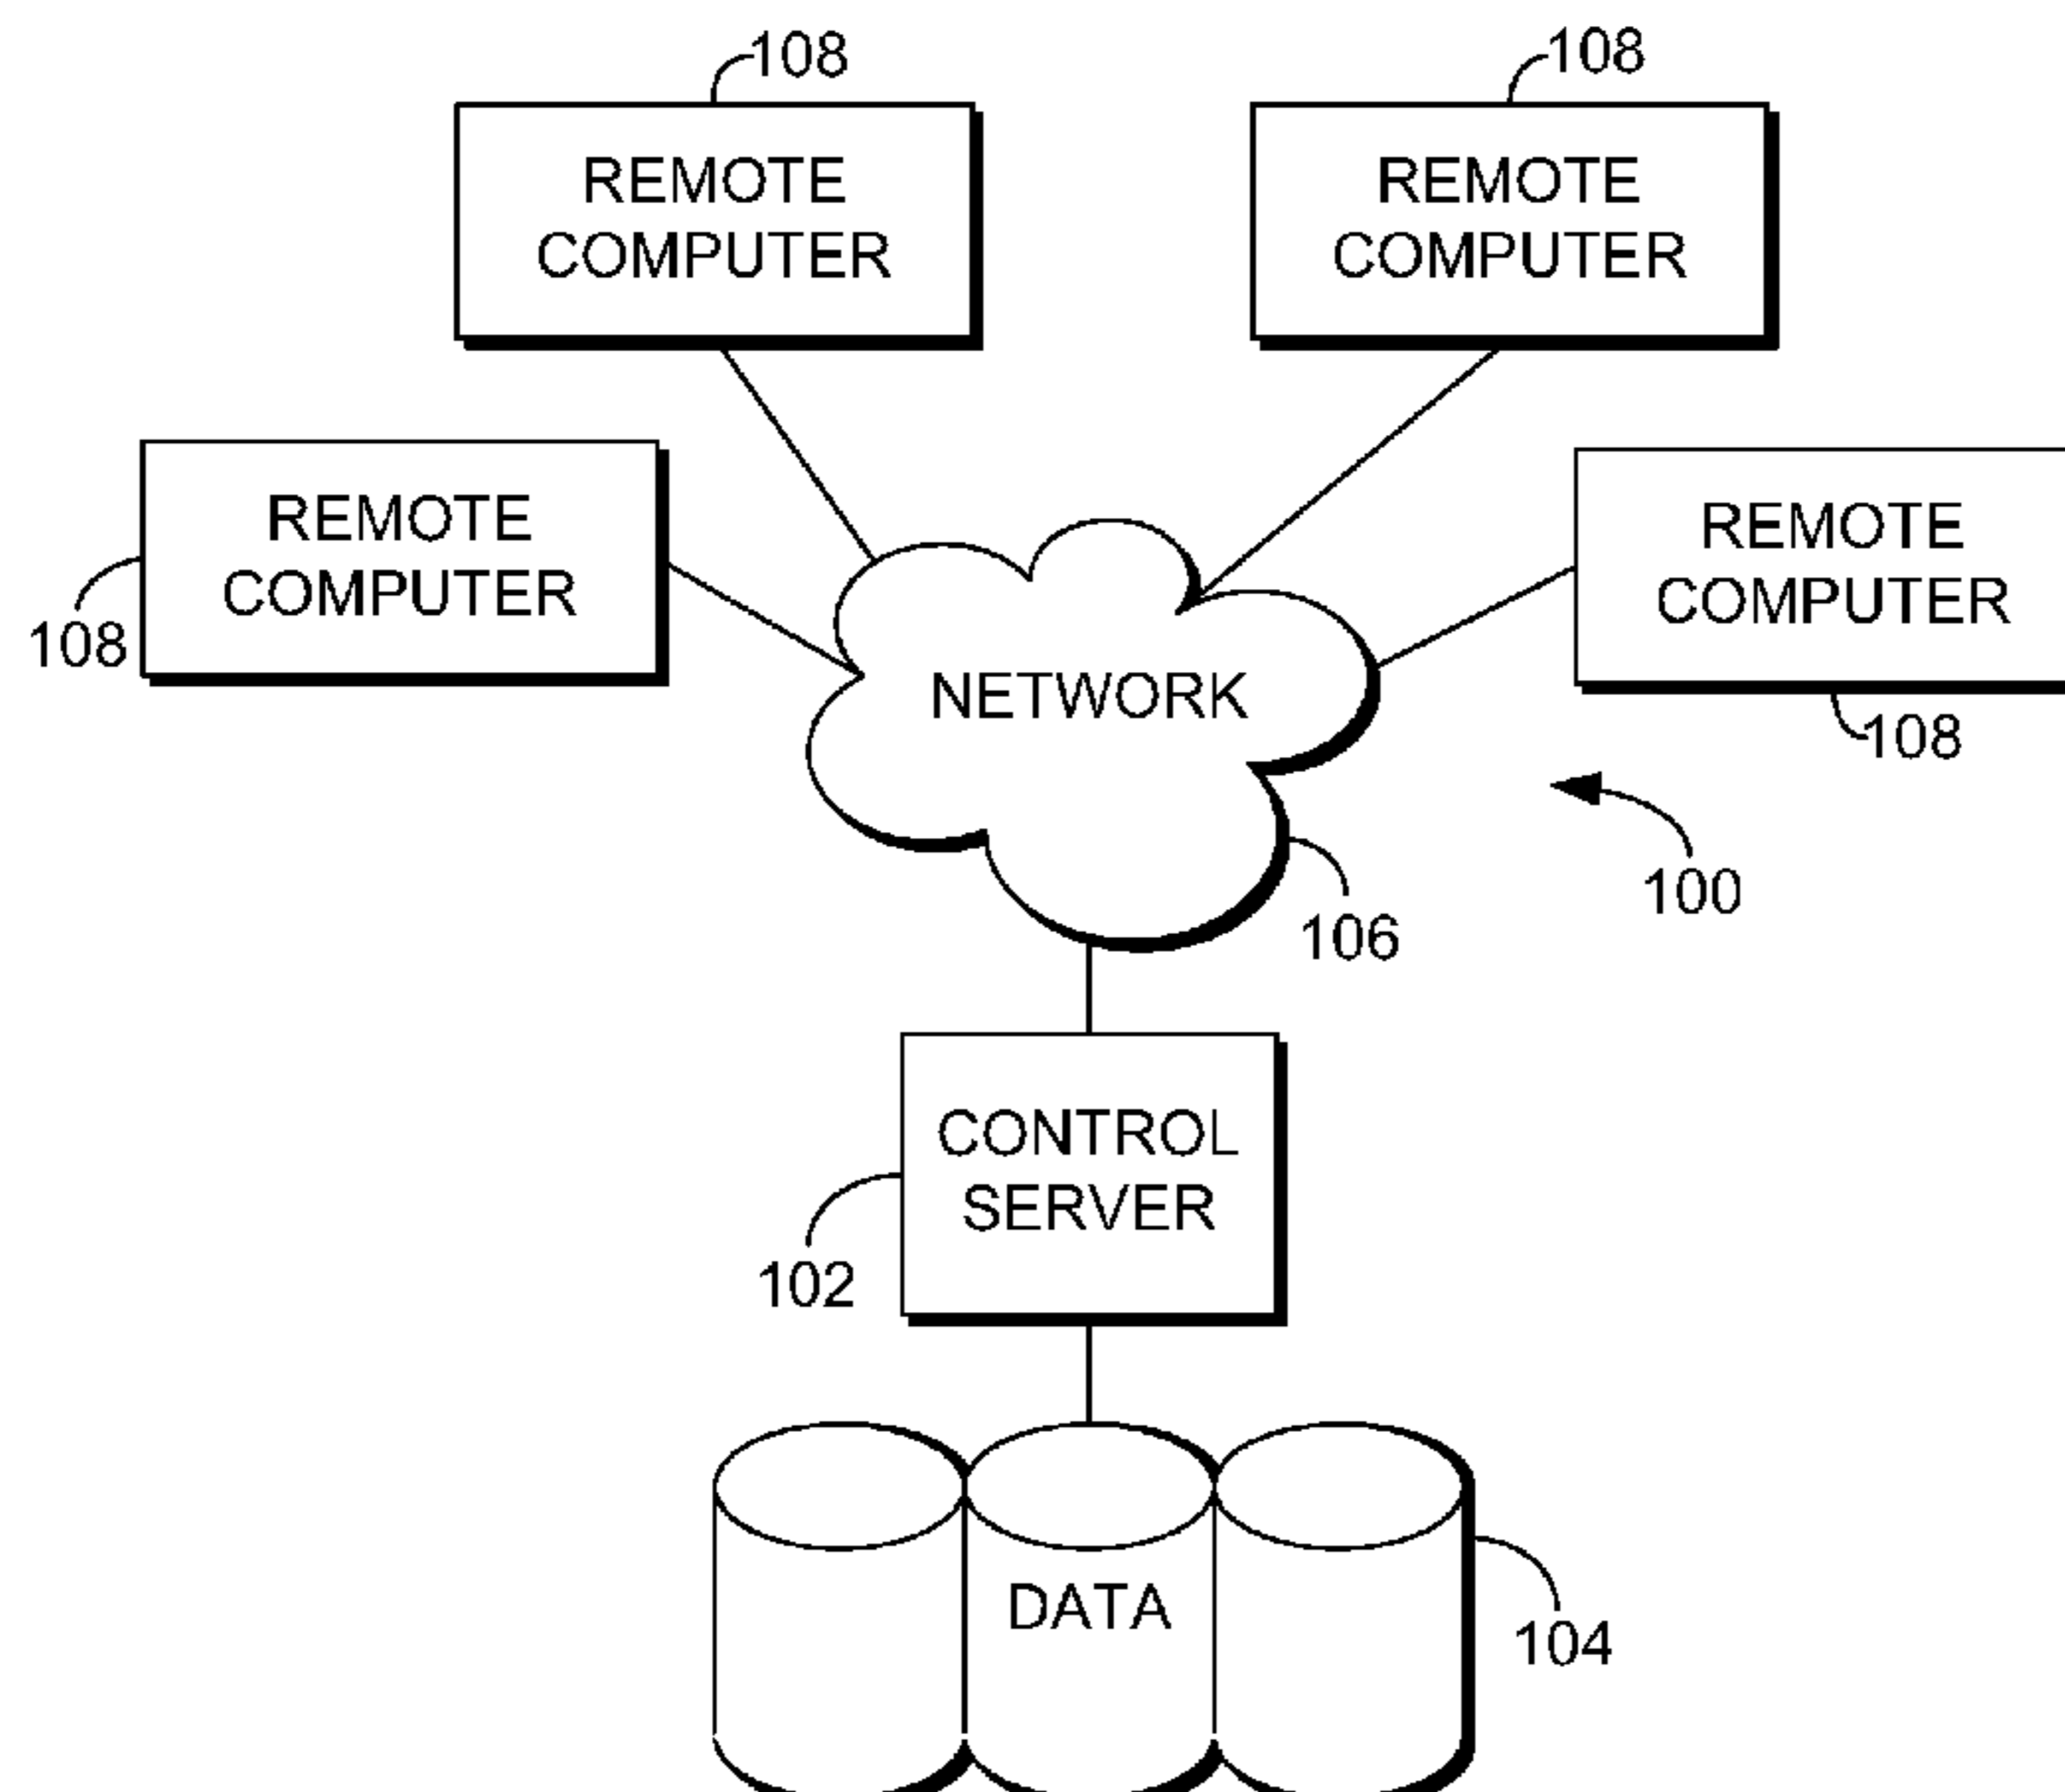 108
108
REMOTE
COMPUTER
REMOTE
COMPUTER
REMOTE
COMPUTER
108
REMOTE
COMPUTER
108
NETWORK
100
106
CONTROL
SERVER
102
DATA
104